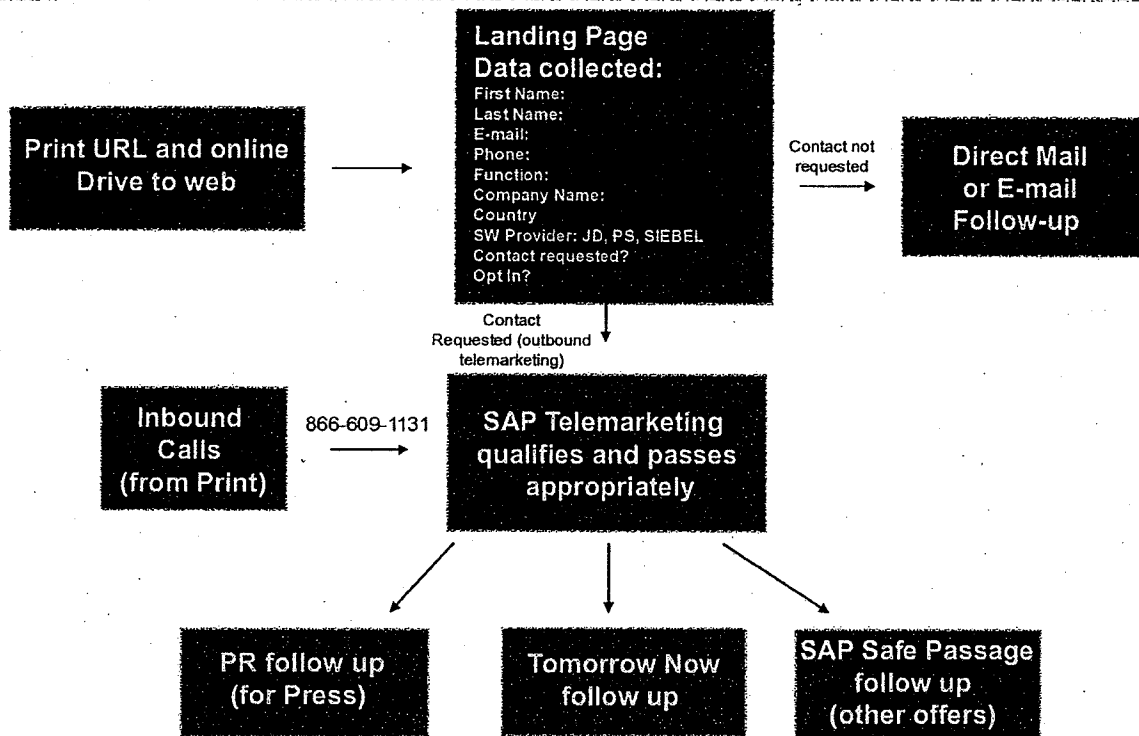 Landing Page
Data collected:
First Name:
Last Name:
E-mail:
Phone:
Function:
Company Name:
Country
SW Provider: JD, PS, SIEBEL
Contact requested?
Opt In?
Print URL and online
Drive to web
Contact not
requested
Direct Mail
or E-mail
Follow-up
Contact
Requested (outbound
telemarketing)
Inbound
Calls
(from Print)
866-609-1131
SAP Telemarketing
qualifies and passes
appropriately
PR follow up
(for Press)
Tomorrow Now
follow up
SAP Safe Passage
follow up
(other offers)